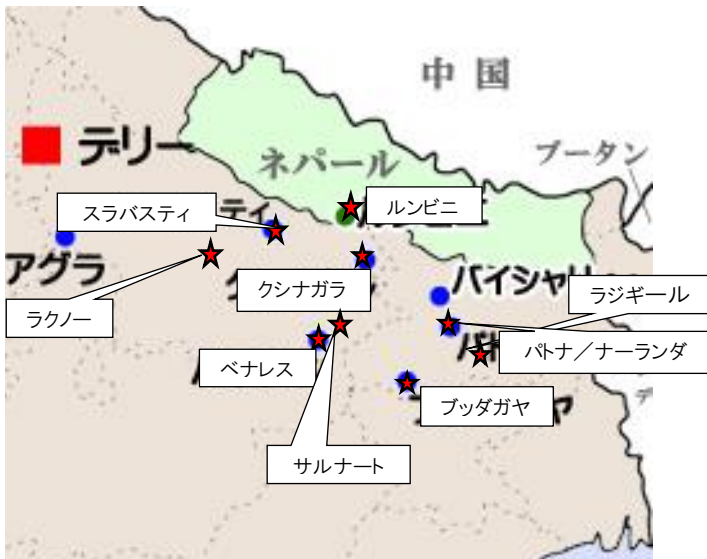 中国
デリー
ネパール
ブータン
スラバスティ
ティ
ルンビニ
アグラ
バイシャリ
ラクノー
クシナガラ
ラジギール
ベナレス
パトナ／ナーランダ
ブッダガヤ
サルナート